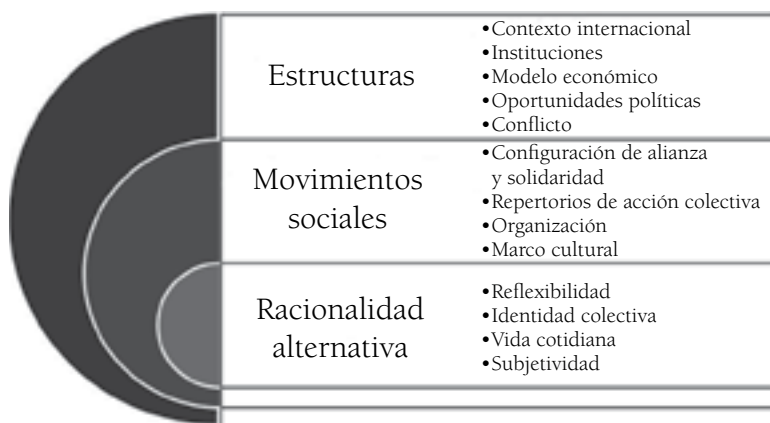 Estructuras
•Contexto internacional
•Instituciones
•Modelo económico
•Oportunidades políticas
•Conflicto
Movimientos
sociales
•Configuración de alianza
y solidaridad
•Repertorios de acción colectiva
•Organización
•Marco cultural
Racionalidad
alternativa
•Reflexibilidad
•Identidad colectiva
•Vida cotidiana
•Subjetividad